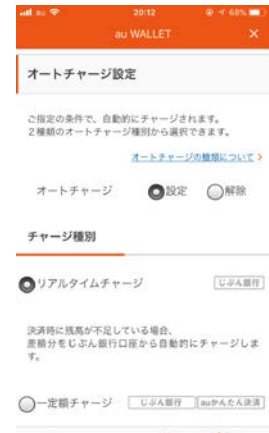 au 20:12 68%
au WALLET ×
オートチャージ設定
ご指定の条件で、自動的にチャージされます。
2種類のオートチャージ種別から選択できます。
オートチャージの種類について >
オートチャージ 設定 解除
チャージ種別
リアルタイムチャージ じぶん銀行
決済時に残高が不足している場合、
差額分をじぶん銀行口座から自動的にチャージしま
す。
一定額チャージ じぶん銀行 auかんたん決済